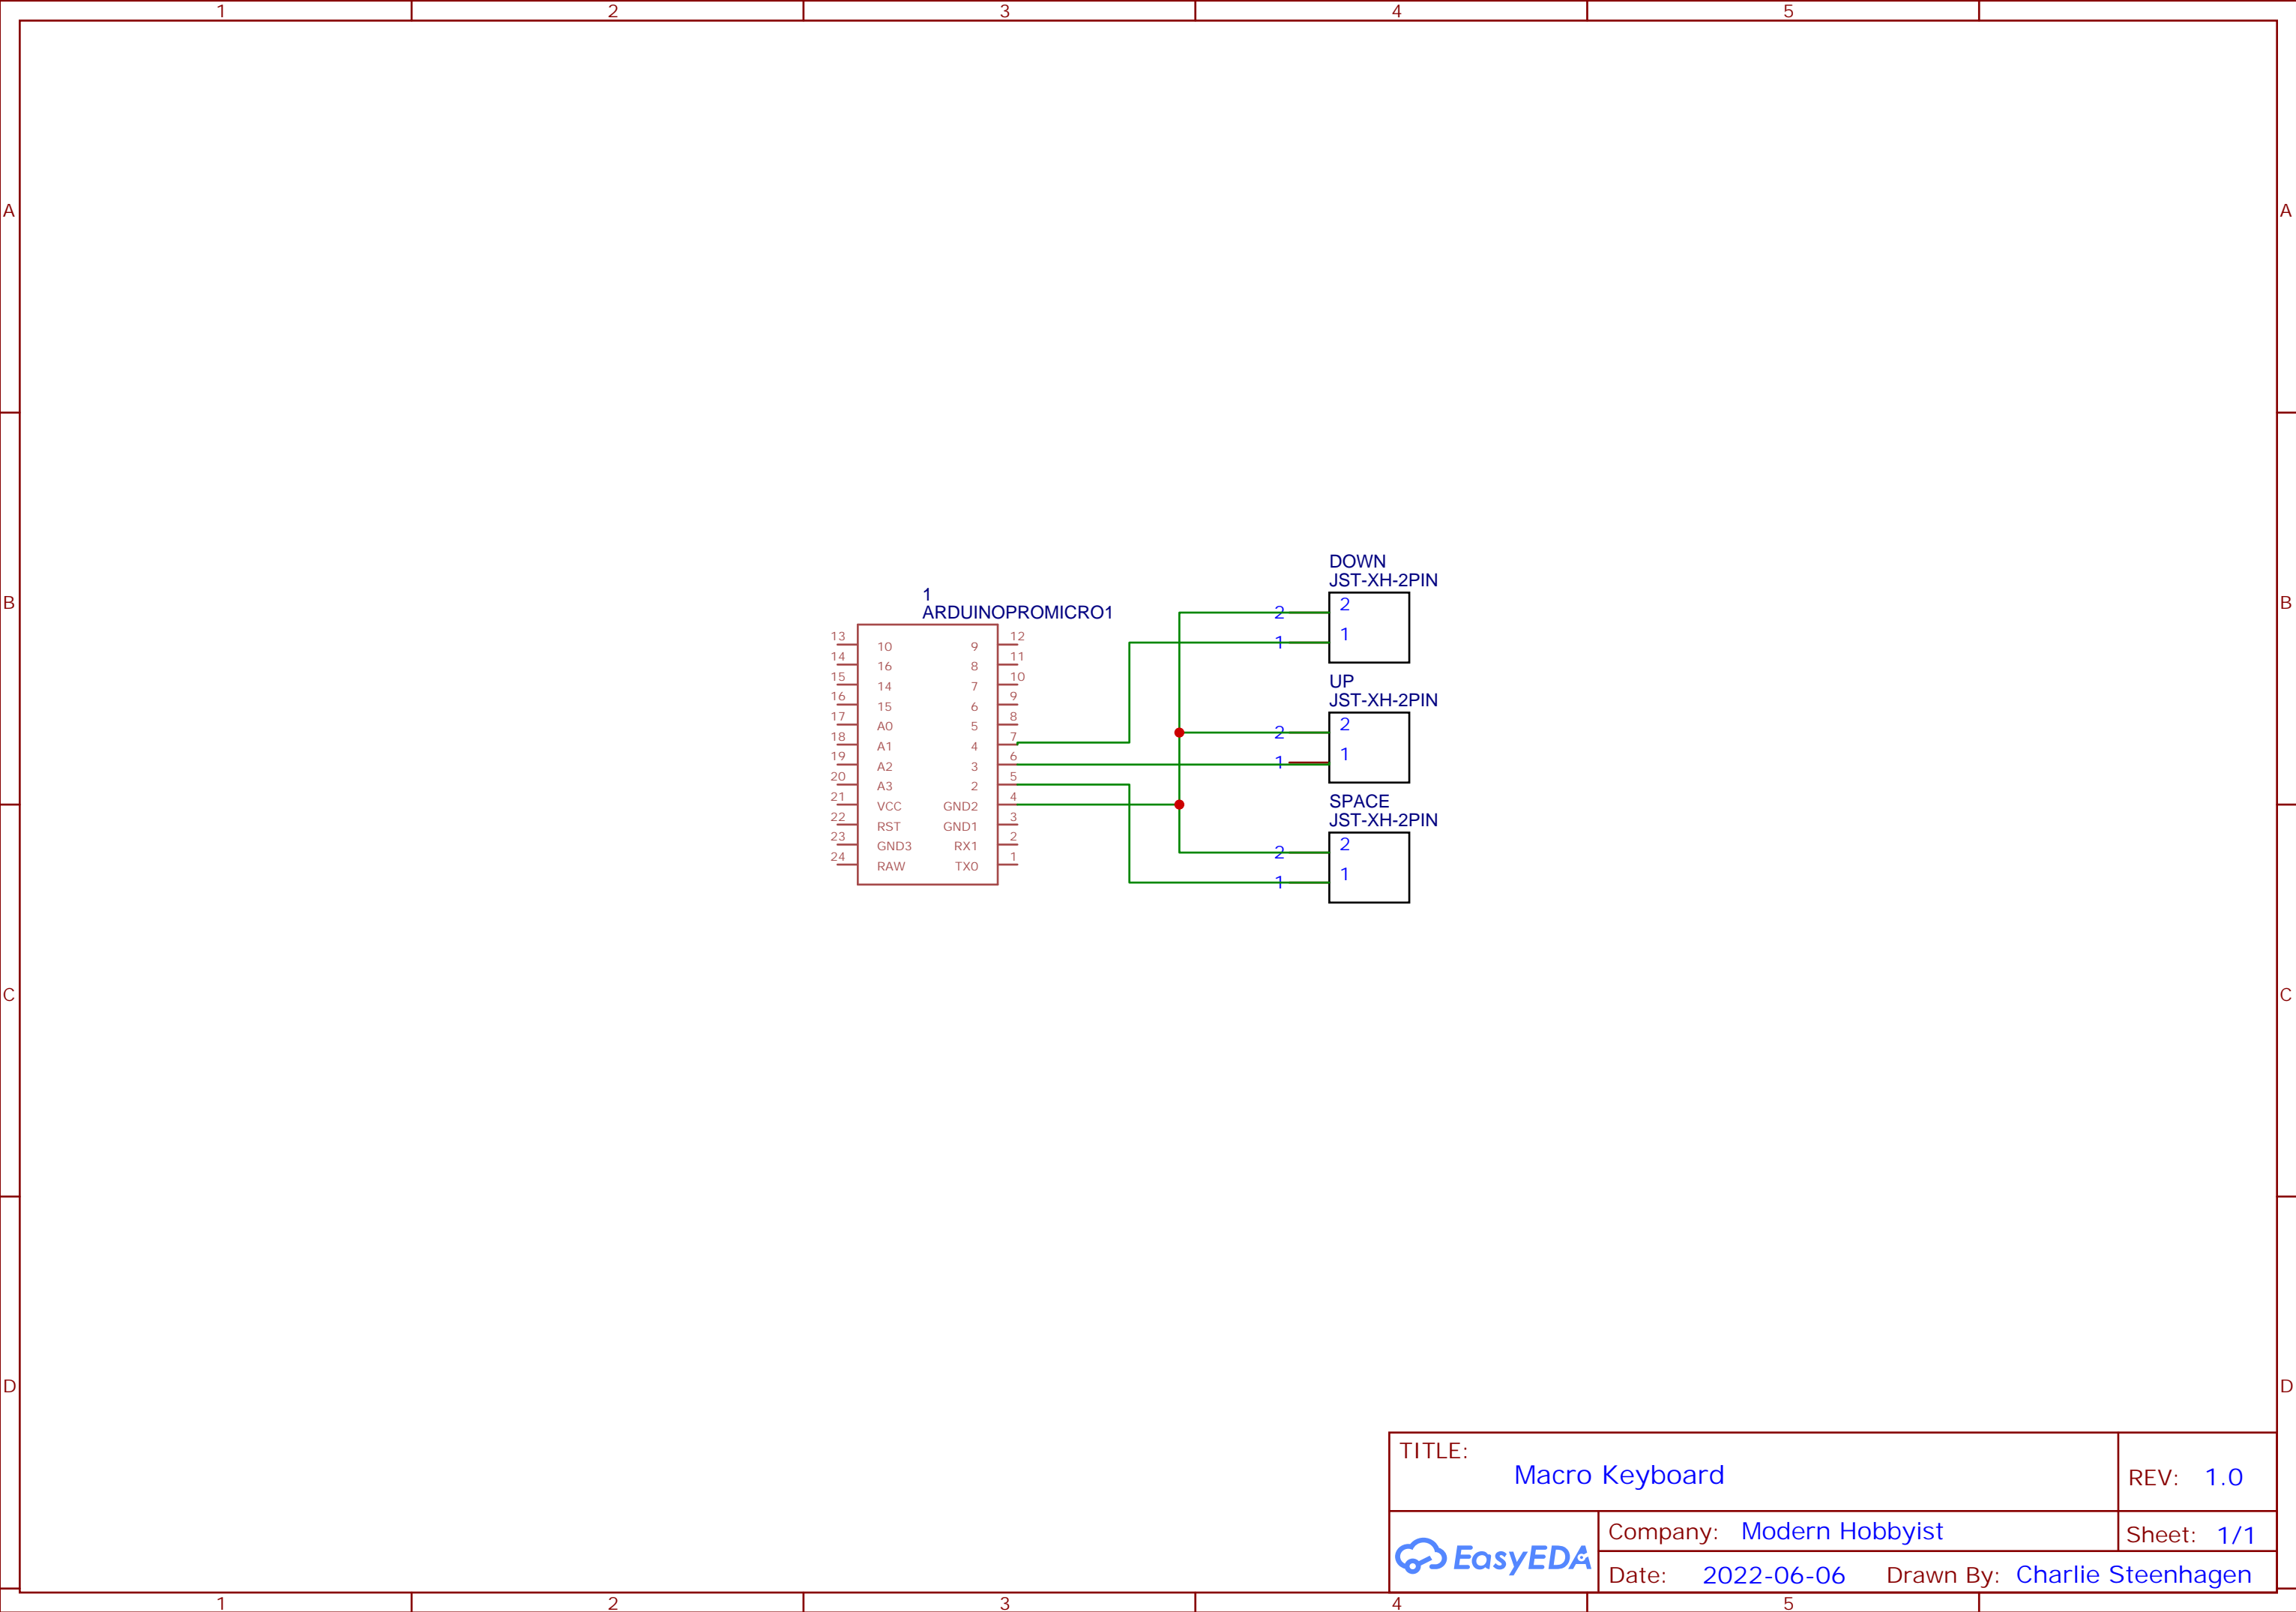 1 2 3 4 5
A A
DOWN
JST-XH-2PIN
2 2
1 1
B B
1
ARDUINOPROMICRO1
13 10 9 12
14 16 8 11
15 14 7 10
16 15 6 9
17 A0 5 8
18 A1 4 7
19 A2 3 6
20 A3 2 5
21 VCC GND2 4
22 RST GND1 3
23 GND3 RX1 2
24 RAW TX0 1
UP
JST-XH-2PIN
2 2
1 1
SPACE
JST-XH-2PIN
2 2
1 1
C C
D D
TITLE:
Macro Keyboard
REV: 1.0
EasyEDA
Company: Modern Hobbyist
Sheet: 1/1
Date: 2022-06-06 Drawn By: Charlie Steenhagen
1 2 3 4 5